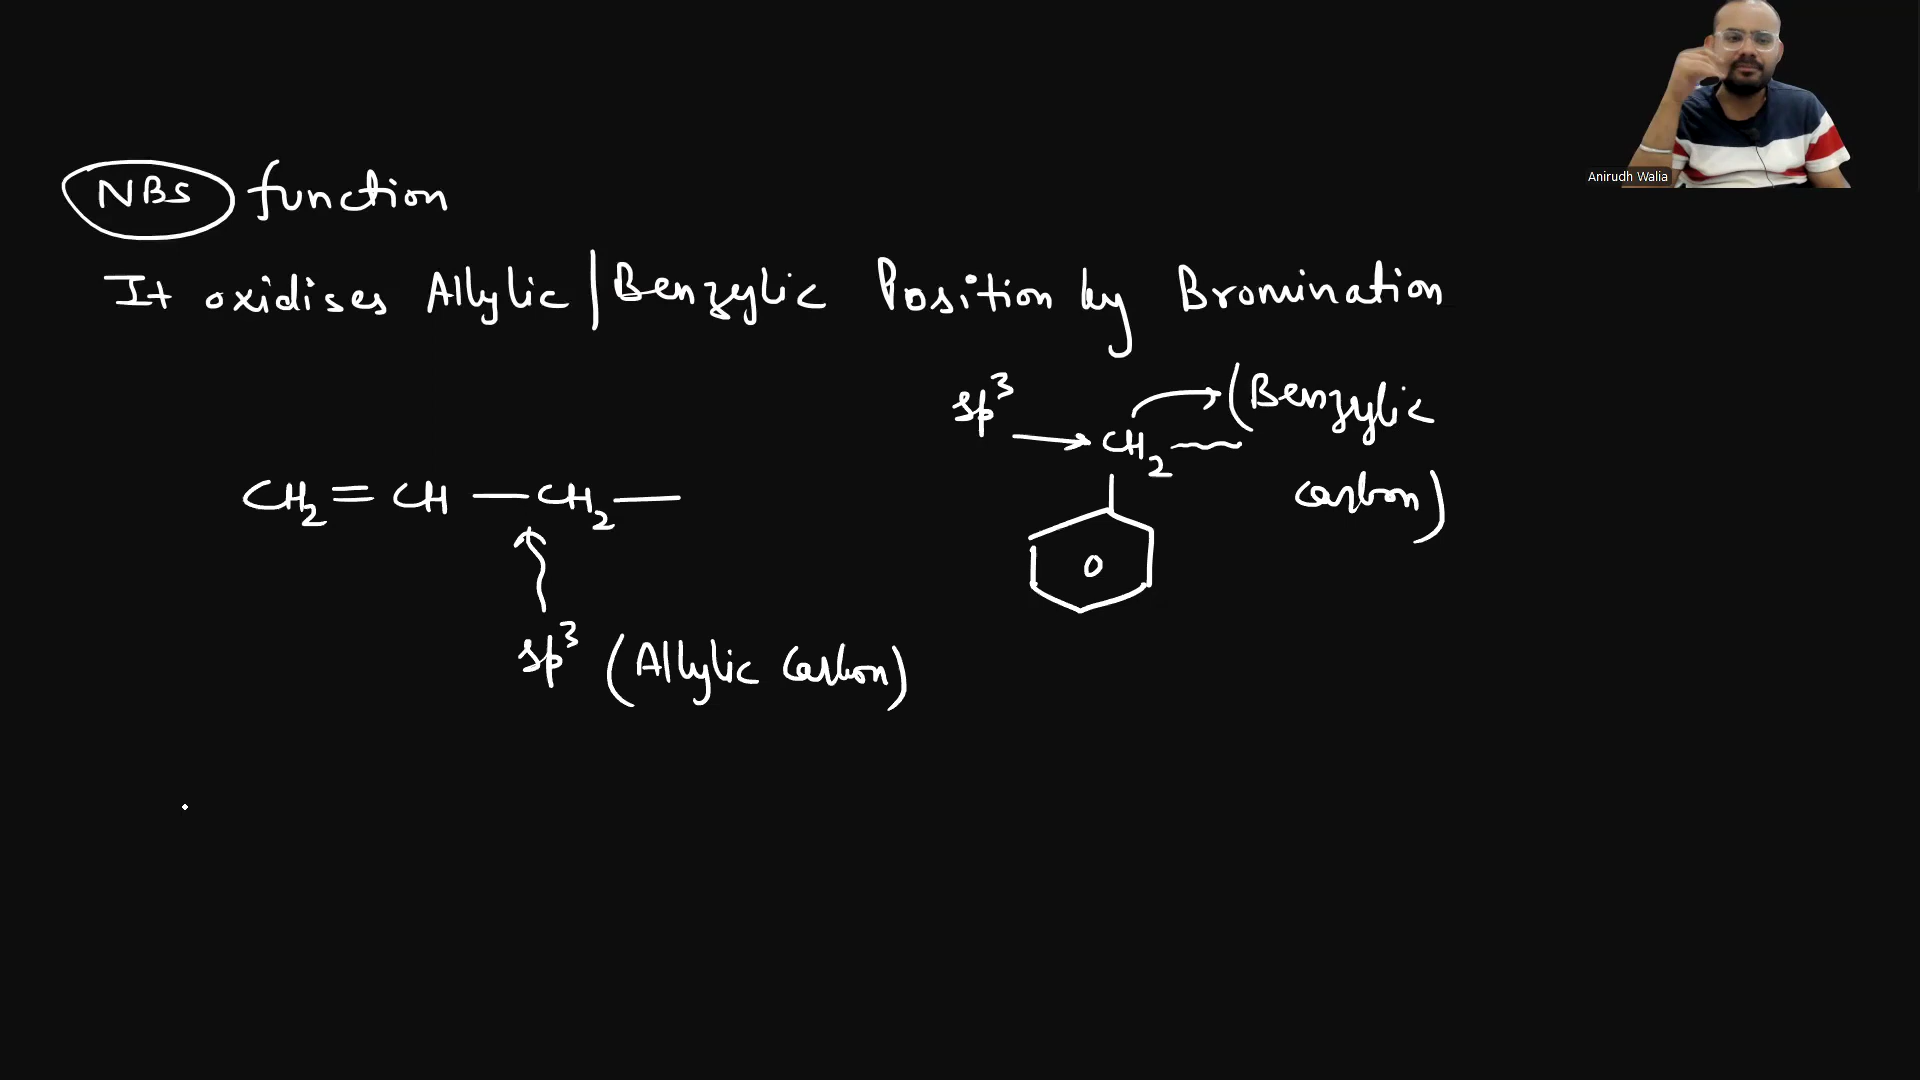 Anirudh Walia
NBS function
It oxidises Allylic | Benzylic Position by Bromination
sp³ → CH₂ (Benzylic
carbon)
CH₂ = CH — CH₂ —
sp³ (Allylic Carbon)